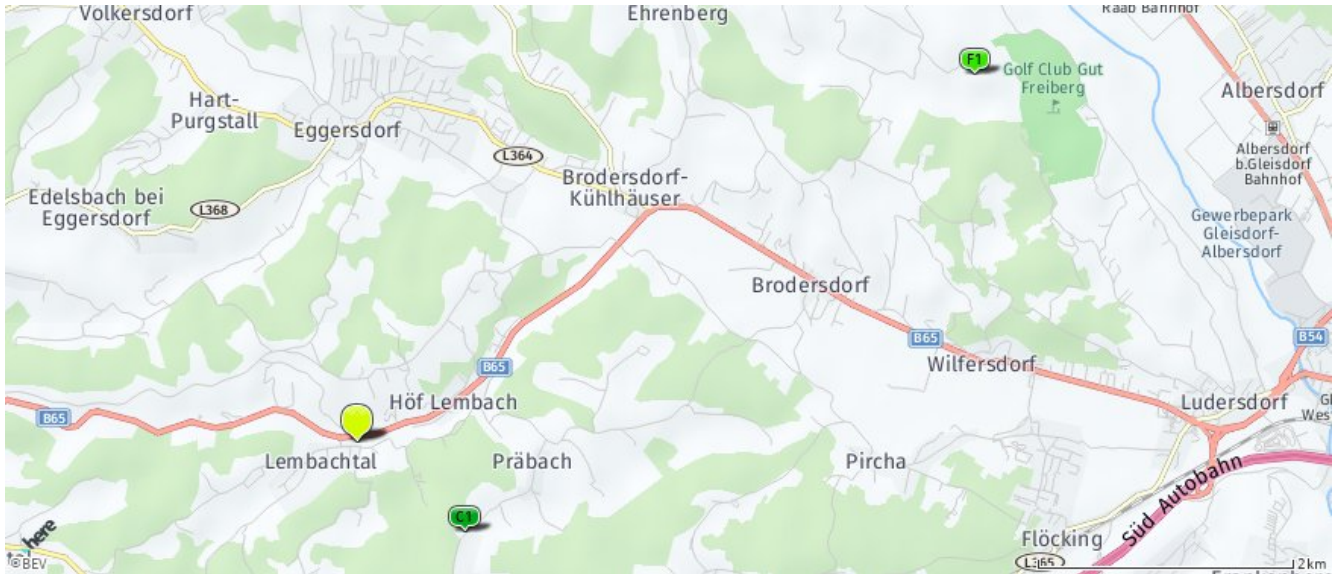 Volkersdorf
Ehrenberg
Raab Bahnhof
F1
Golf Club Gut
Freiberg
Hart-
Purgstall
Eggersdorf
Albersdorf
L364
Albersdorf
b.Gleisdorf
Bahnhof
Brodersdorf-
Kühlhäuser
Edelsbach bei
Eggersdorf
L368
Gewerbepark
Gleisdorf-
Albersdorf
Brodersdorf
B65
B54
B65
Wilfersdorf
Höf Lembach
Ludersdorf
B65
Lembachtal
Präbach
Pircha
C1
Süd Autobahn
Flöcking
here
©BEV
2km